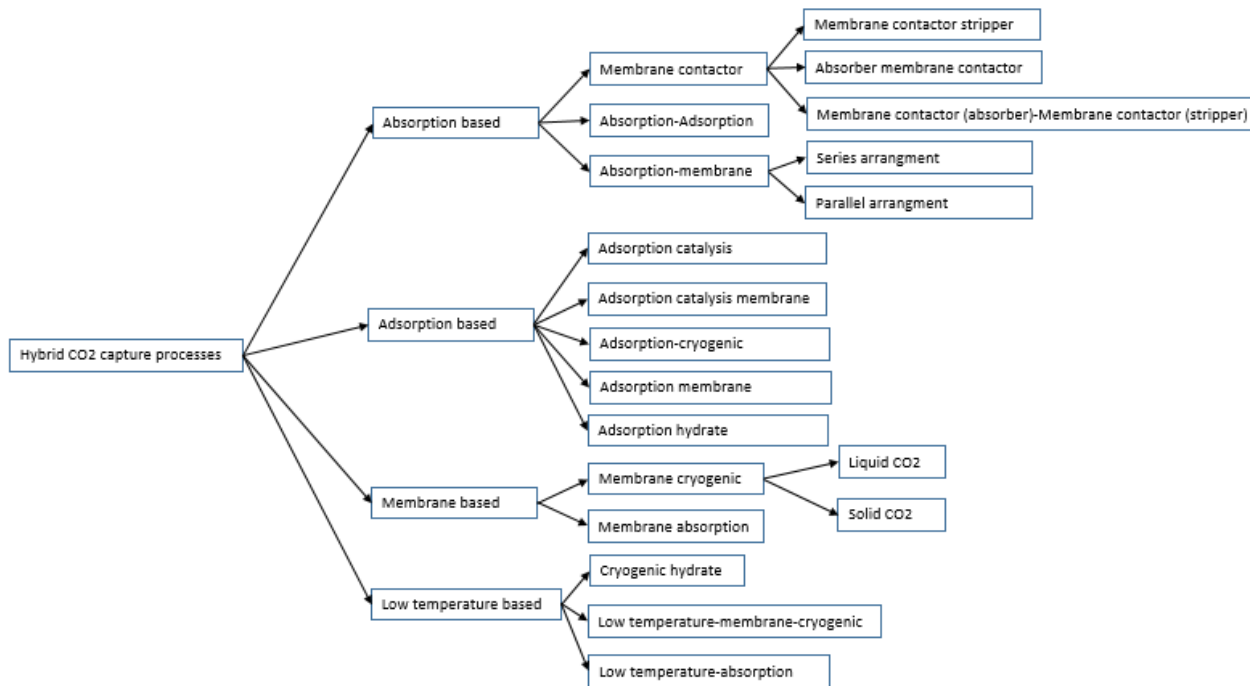 Hybrid CO2 capture processes
Absorption based
Membrane contactor
Membrane contactor stripper
Absorber membrane contactor
Membrane contactor (absorber)-Membrane contactor (stripper)
Absorption-Adsorption
Absorption-membrane
Series arrangment
Parallel arrangment
Adsorption based
Adsorption catalysis
Adsorption catalysis membrane
Adsorption-cryogenic
Adsorption membrane
Adsorption hydrate
Membrane based
Membrane cryogenic
Liquid CO2
Solid CO2
Membrane absorption
Low temperature based
Cryogenic hydrate
Low temperature-membrane-cryogenic
Low temperature-absorption